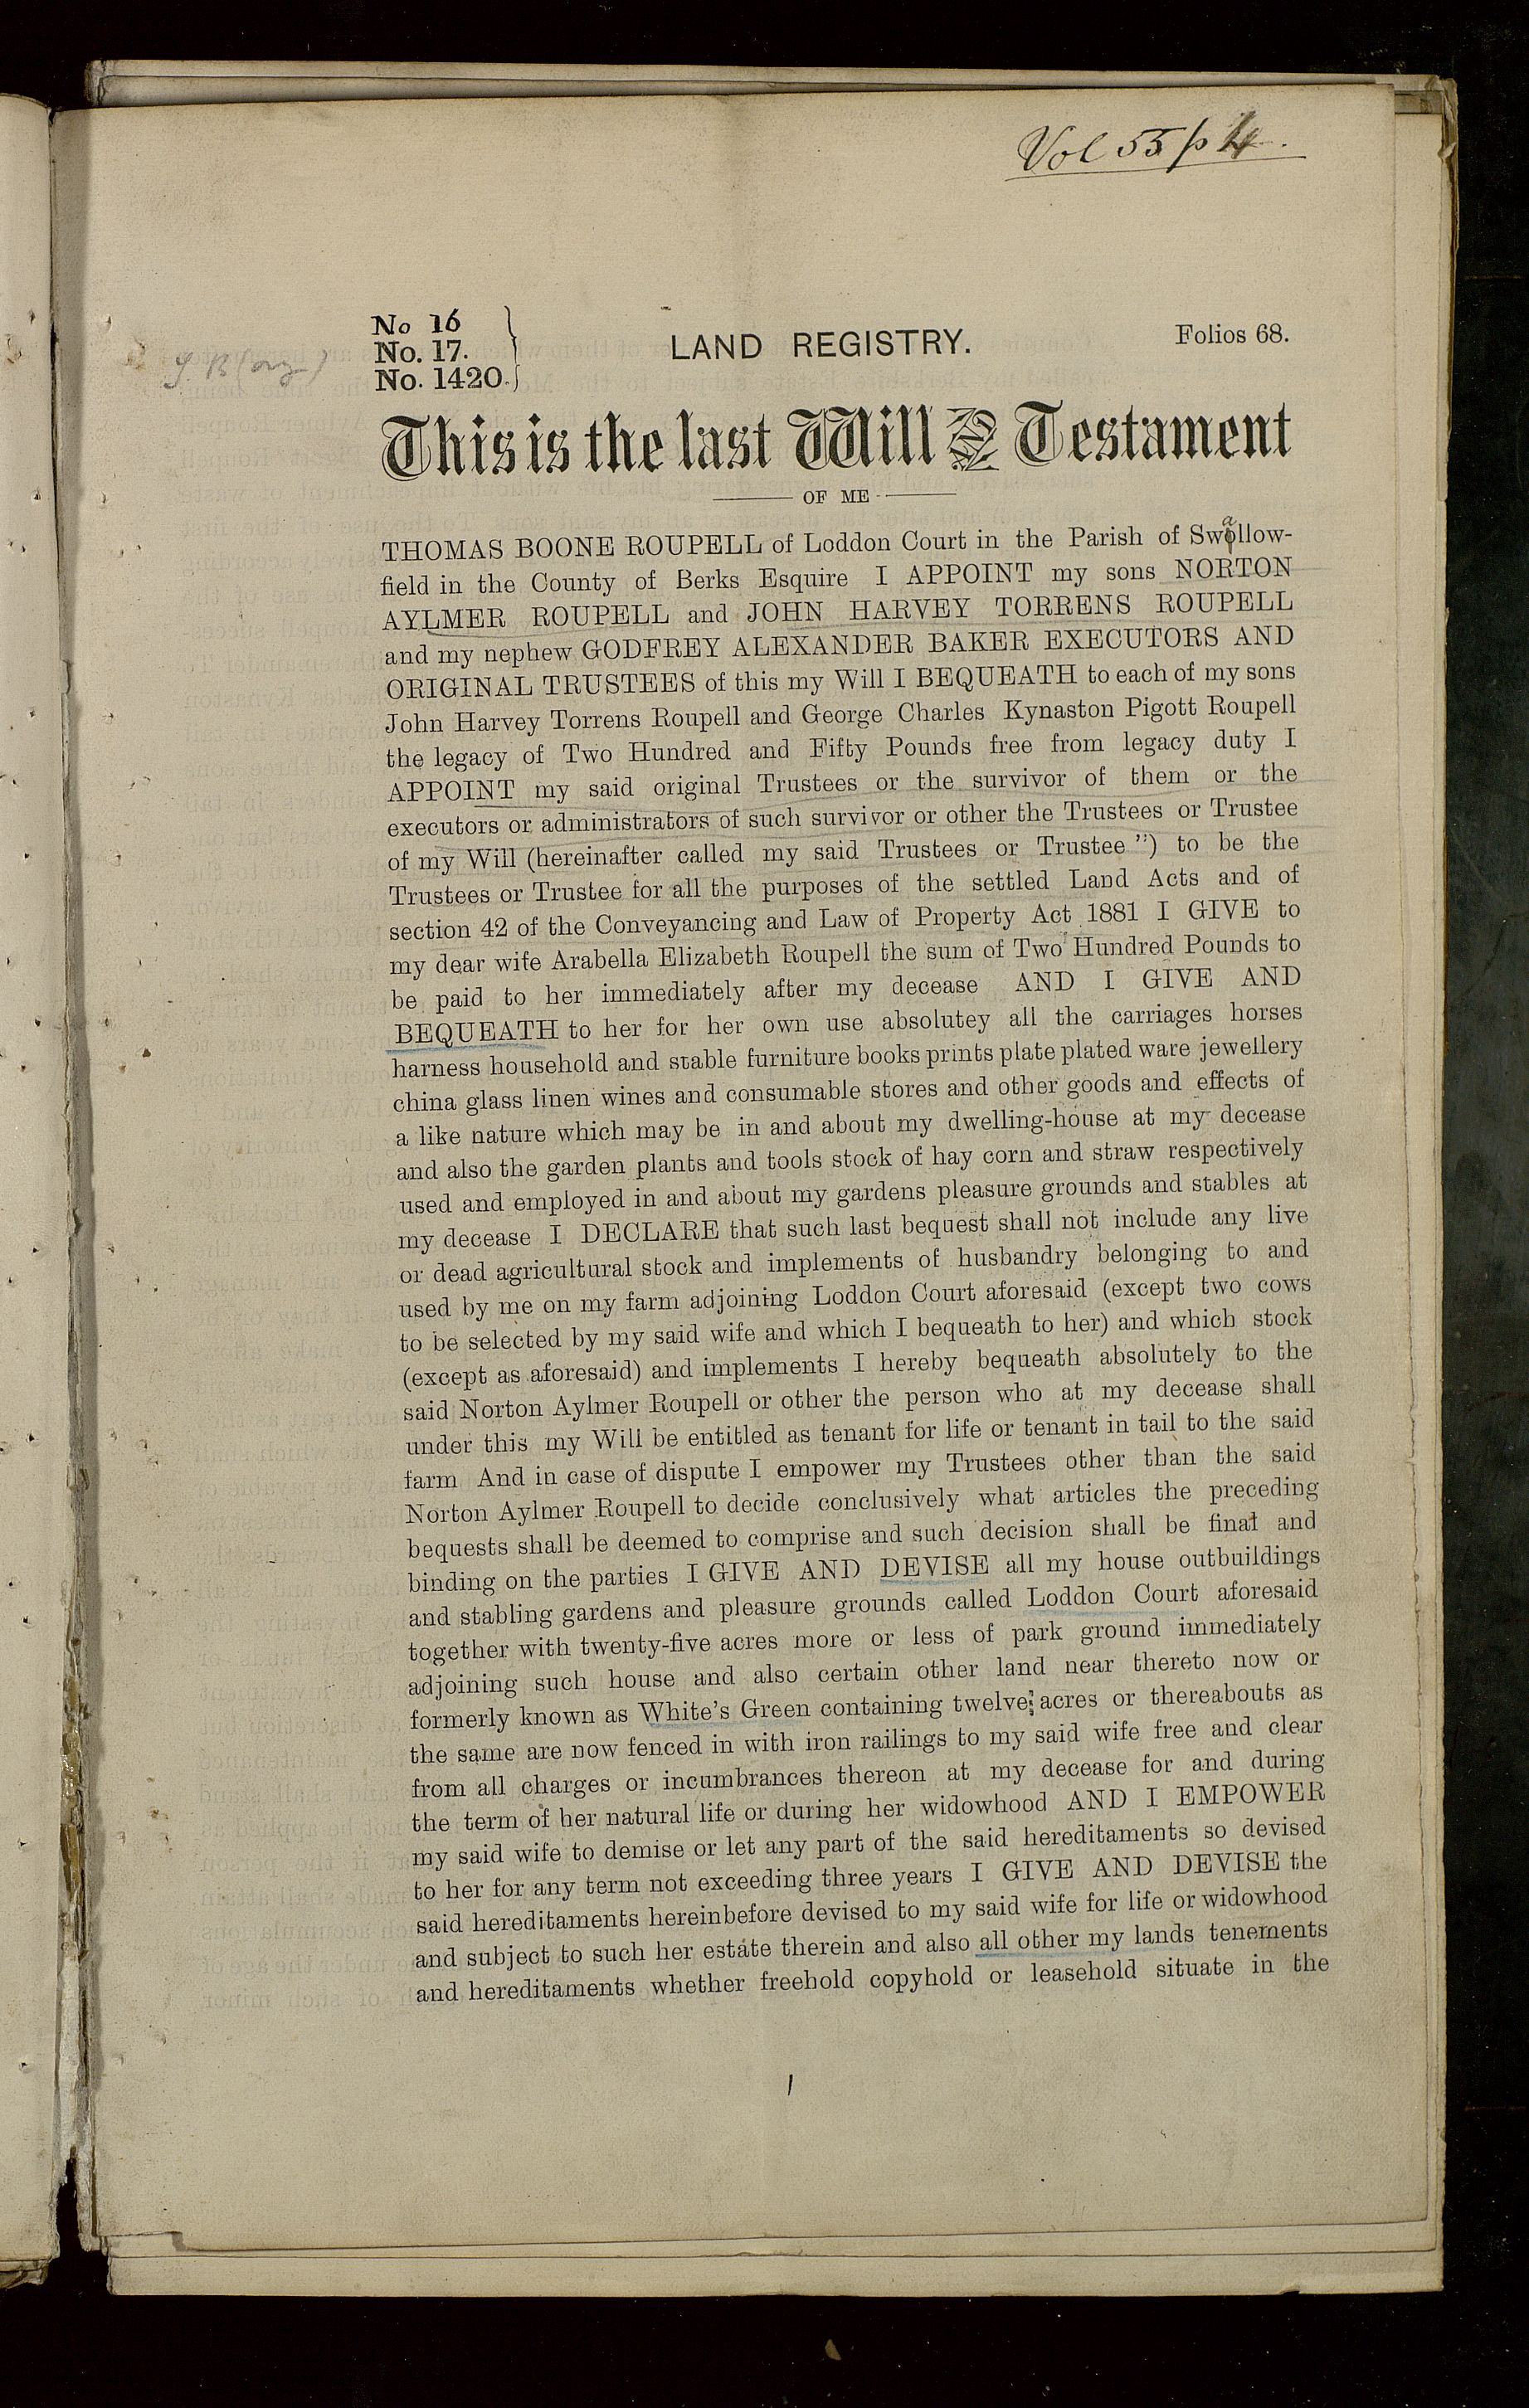 Vol 55 p 4.
No 16
No. 17.
No. 1420.
LAND REGISTRY.
Folios 68.
This is the last Will and Testament
OF ME
THOMAS BOONE ROUPELL of Loddon Court in the Parish of Swallow-
field in the County of Berks Esquire I APPOINT my sons NORTON
AYLMER ROUPELL and JOHN HARVEY TORRENS ROUPELL
and my nephew GODFREY ALEXANDER BAKER EXECUTORS AND
ORIGINAL TRUSTEES of this my Will I BEQUEATH to each of my sons
John Harvey Torrens Roupell and George Charles Kynaston Pigott Roupell
the legacy of Two Hundred and Fifty Pounds free from legacy duty I
APPOINT my said original Trustees or the survivor of them or the
executors or administrators of such survivor or other the Trustees or Trustee
of my Will (hereinafter called my said Trustees or Trustee ") to be the
Trustees or Trustee for all the purposes of the settled Land Acts and of
section 42 of the Conveyancing and Law of Property Act 1881 I GIVE to
my dear wife Arabella Elizabeth Roupell the sum of Two Hundred Pounds to
be paid to her immediately after my decease AND I GIVE AND
BEQUEATH to her for her own use absolutey all the carriages horses
harness household and stable furniture books prints plate plated ware jewellery
china glass linen wines and consumable stores and other goods and effects of
a like nature which may be in and about my dwelling-house at my decease
and also the garden plants and tools stock of hay corn and straw respectively
used and employed in and about my gardens pleasure grounds and stables at
my decease I DECLARE that such last bequest shall not include any live
or dead agricultural stock and implements of husbandry belonging to and
used by me on my farm adjoining Loddon Court aforesaid (except two cows
to be selected by my said wife and which I bequeath to her) and which stock
(except as aforesaid) and implements I hereby bequeath absolutely to the
said Norton Aylmer Roupell or other the person who at my decease shall
under this my Will be entitled as tenant for life or tenant in tail to the said
farm And in case of dispute I empower my Trustees other than the said
Norton Aylmer Roupell to decide conclusively what articles the preceding
bequests shall be deemed to comprise and such decision shall be final and
binding on the parties I GIVE AND DEVISE all my house outbuildings
and stabling gardens and pleasure grounds called Loddon Court aforesaid
together with twenty-five acres more or less of park ground immediately
adjoining such house and also certain other land near thereto now or
formerly known as White's Green containing twelve acres or thereabouts as
the same are now fenced in with iron railings to my said wife free and clear
from all charges or incumbrances thereon at my decease for and during
the term of her natural life or during her widowhood AND I EMPOWER
my said wife to demise or let any part of the said hereditaments so devised
to her for any term not exceeding three years I GIVE AND DEVISE the
said hereditaments hereinbefore devised to my said wife for life or widowhood
and subject to such her estate therein and also all other my lands tenements
and hereditaments whether freehold copyhold or leasehold situate in the
1